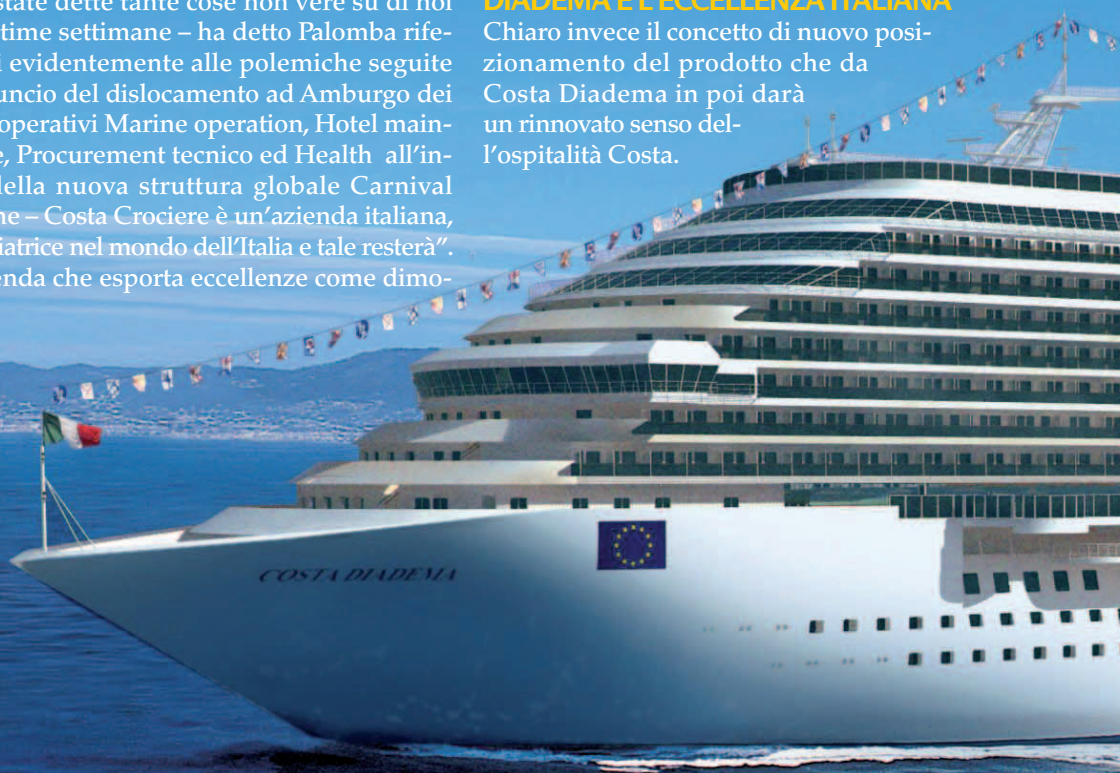 state dette tante cose non vere su di noi
time settimane – ha detto Palomba rife-
i evidentemente alle polemiche seguite
uncio del dislocamento ad Amburgo dei
operativi Marine operation, Hotel main-
e, Procurement tecnico ed Health all’in-
della nuova struttura globale Carnival
ne – Costa Crociere è un’azienda italiana,
iatrice nel mondo dell’Italia e tale resterà”.
enda che esporta eccellenze come dimo-
DIADEMA E L’ECCELLENZA ITALIANA
Chiaro invece il concetto di nuovo posi-
zionamento del prodotto che da
Costa Diadema in poi darà
un rinnovato senso del-
l’ospitalità Costa.
COSTA DIADEMA